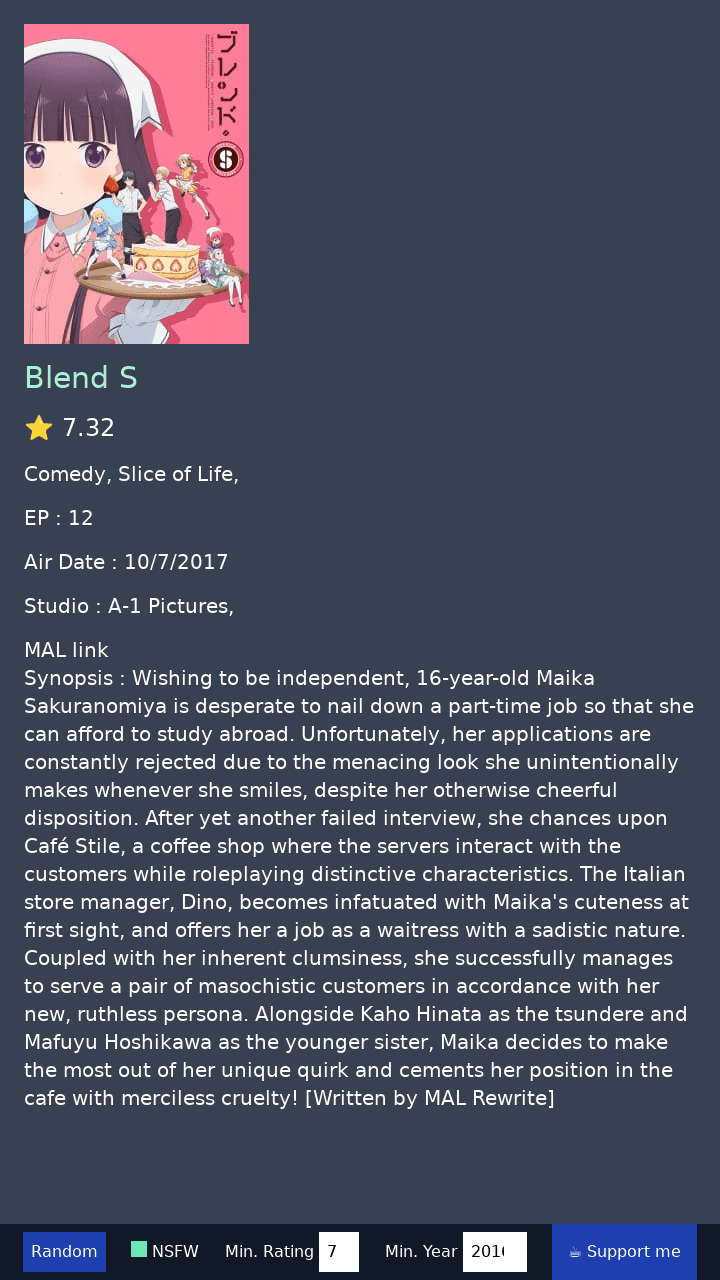 ブレンド・
S
Blend S
⭐ 7.32
Comedy, Slice of Life,
EP : 12
Air Date : 10/7/2017
Studio : A-1 Pictures,
MAL link
Synopsis : Wishing to be independent, 16-year-old Maika
Sakuranomiya is desperate to nail down a part-time job so that she
can afford to study abroad. Unfortunately, her applications are
constantly rejected due to the menacing look she unintentionally
makes whenever she smiles, despite her otherwise cheerful
disposition. After yet another failed interview, she chances upon
Café Stile, a coffee shop where the servers interact with the
customers while roleplaying distinctive characteristics. The Italian
store manager, Dino, becomes infatuated with Maika's cuteness at
first sight, and offers her a job as a waitress with a sadistic nature.
Coupled with her inherent clumsiness, she successfully manages
to serve a pair of masochistic customers in accordance with her
new, ruthless persona. Alongside Kaho Hinata as the tsundere and
Mafuyu Hoshikawa as the younger sister, Maika decides to make
the most out of her unique quirk and cements her position in the
cafe with merciless cruelty! [Written by MAL Rewrite]
Random NSFW Min. Rating 7 Min. Year 2016 ☕ Support me